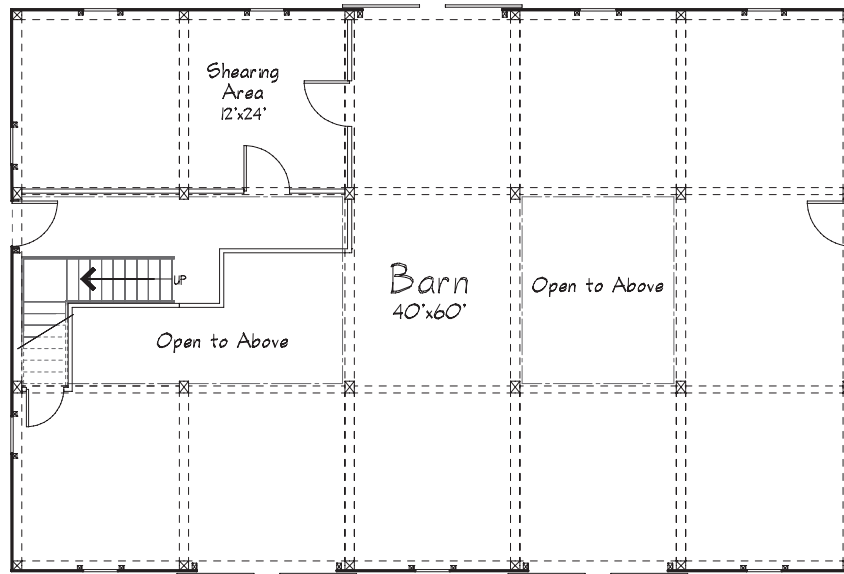 Shearing
Area
12'x24'
UP
Barn
40'x60'
Open to Above
Open to Above